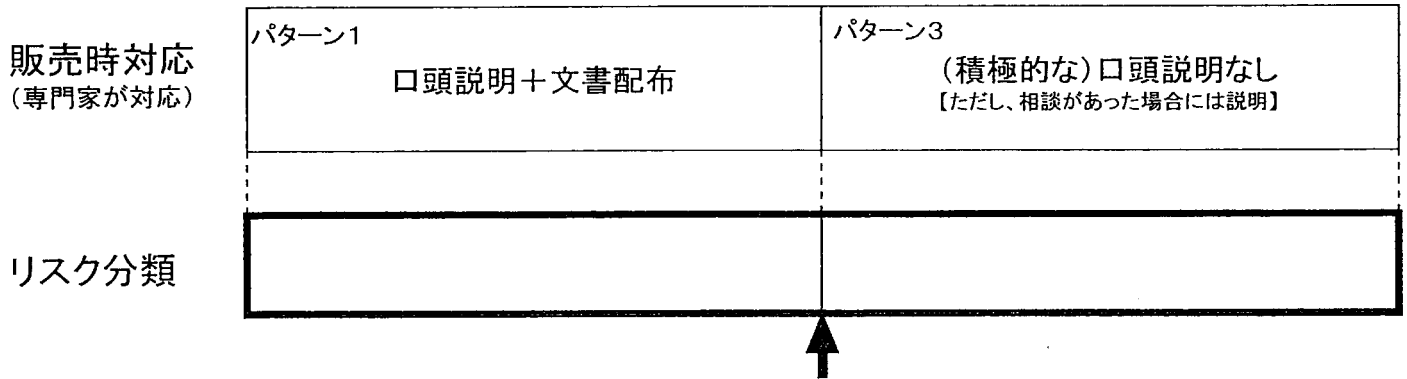 販売時対応
(専門家が対応)
パターン1
口頭説明+文書配布
パターン3
(積極的な)口頭説明なし
【ただし、相談があった場合には説明】
リスク分類